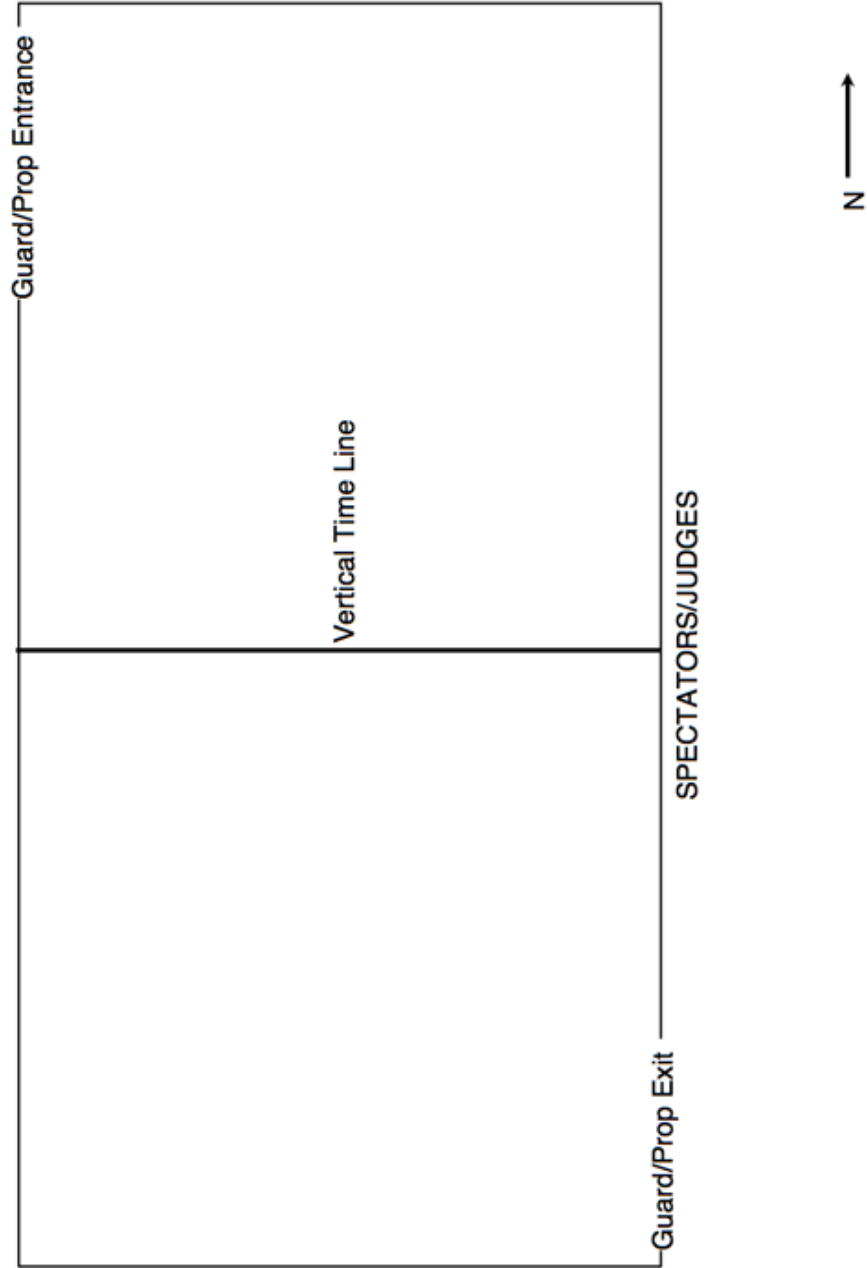 Guard/Prop Entrance
Vertical Time Line
SPECTATORS/JUDGES
Guard/Prop Exit
N